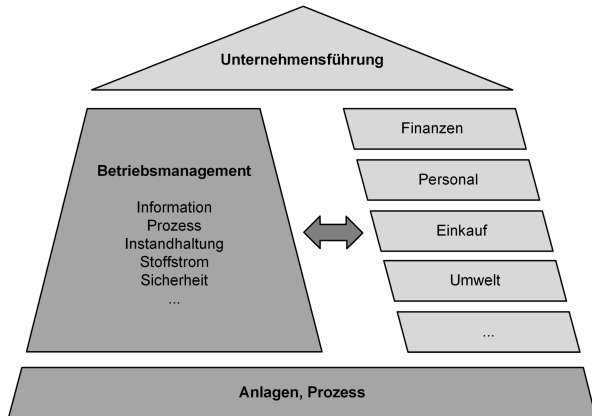 Unternehmensführung
Betriebsmanagement
Information
Prozess
Instandhaltung
Stoffstrom
Sicherheit
...
Finanzen
Personal
Einkauf
Umwelt
...
Anlagen, Prozess